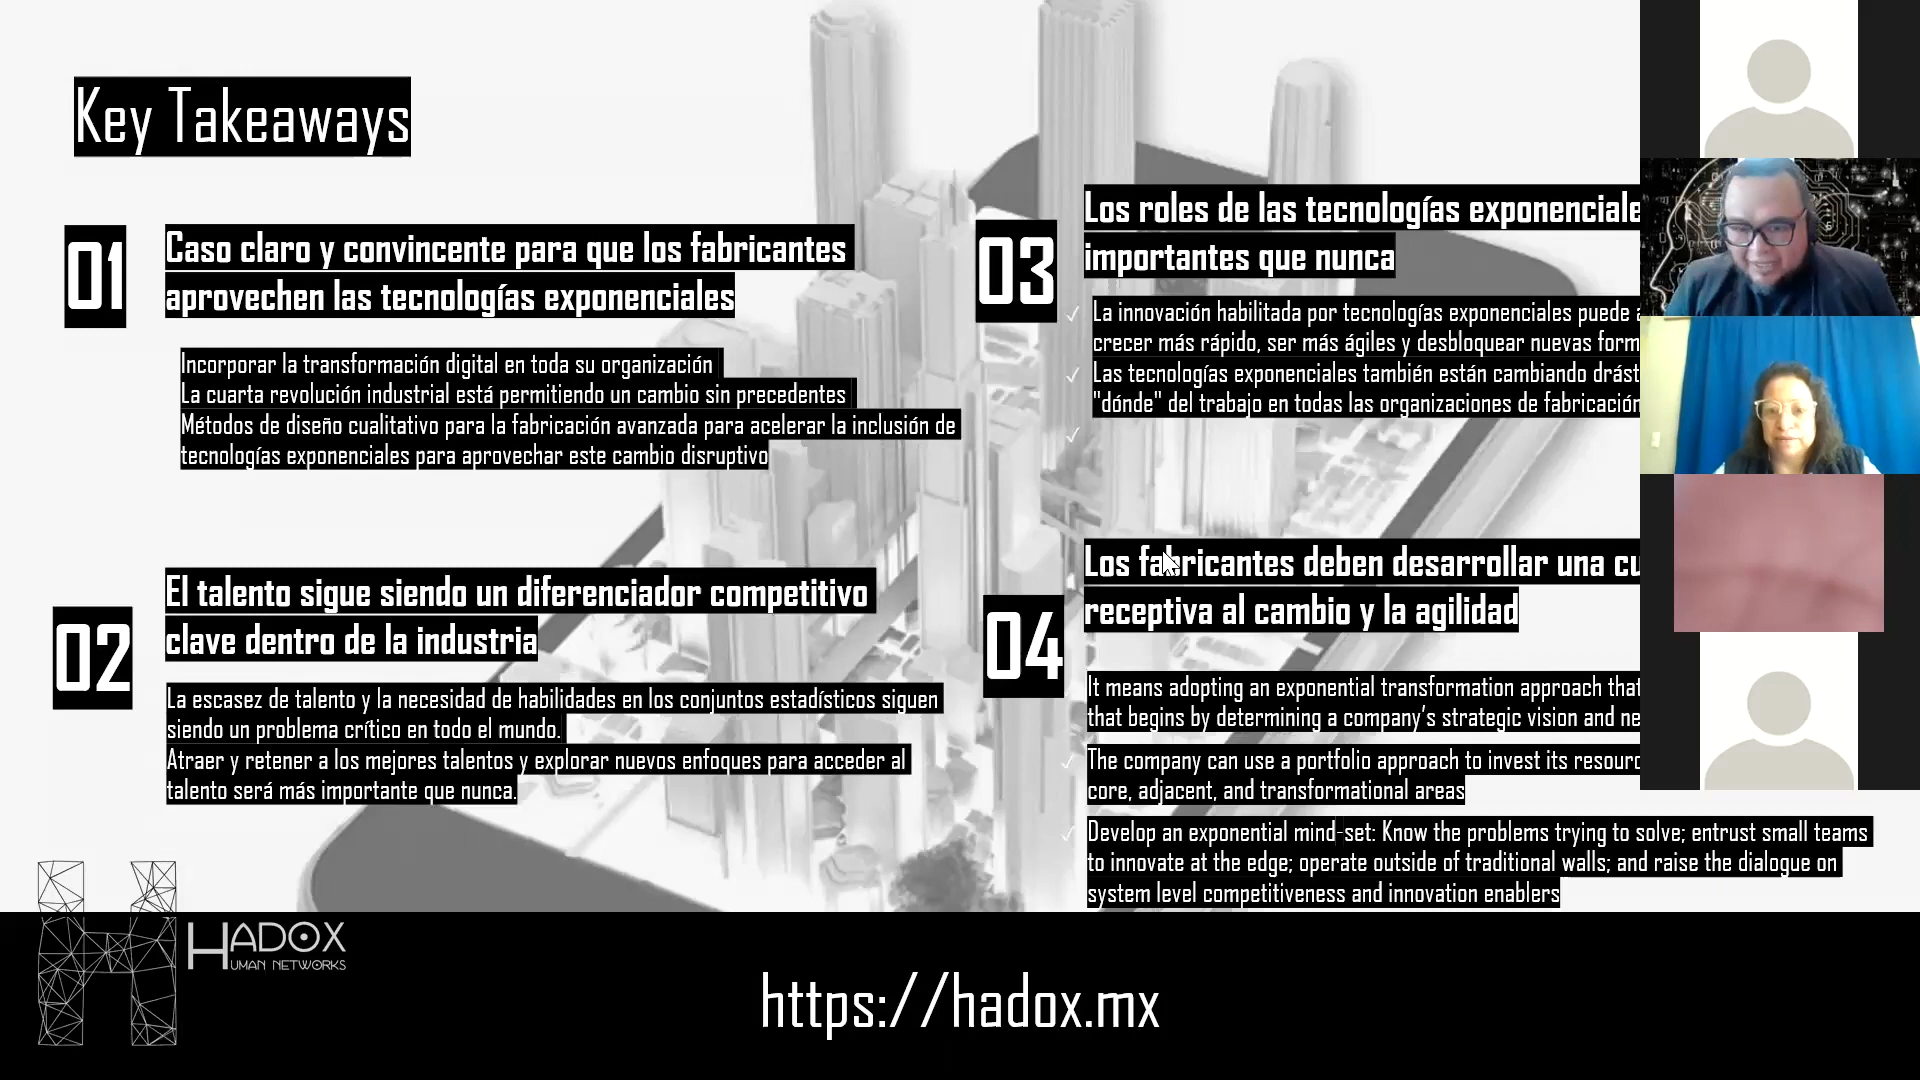 Key Takeaways
01
Caso claro y convincente para que los fabricantes
aprovechen las tecnologías exponenciales
Incorporar la transformación digital en toda su organización
La cuarta revolución industrial está permitiendo un cambio sin precedentes
Métodos de diseño cualitativo para la fabricación avanzada para acelerar la inclusión de
tecnologías exponenciales para aprovechar este cambio disruptivo
02
El talento sigue siendo un diferenciador competitivo
clave dentro de la industria
La escasez de talento y la necesidad de habilidades en los conjuntos estadísticos siguen
siendo un problema crítico en todo el mundo.
Atraer y retener a los mejores talentos y explorar nuevos enfoques para acceder al
talento será más importante que nunca.
03
Los roles de las tecnologías
importantes que nunca
La innovación habilitada por tecnologías exponenciales puede
crecer más rápido, ser más ágiles y desbloquear nuevas
Las tecnologías exponenciales también están cambiando
"dónde" del trabajo en todas las organizaciones de fabricación
04
Los fabricantes deben desarrollar una
receptiva al cambio y la agilidad
It means adopting an exponential transformation approach that
that begins by determining a company's strategic vision and
The company can use a portfolio approach to invest its
core, adjacent, and transformational areas
Develop an exponential mind-set: Know the problems trying to solve; entrust small teams
to innovate at the edge; operate outside of traditional walls; and raise the dialogue on
system level competitiveness and innovation enablers
HADOX
HUMAN NETWORKS
https://hadox.mx